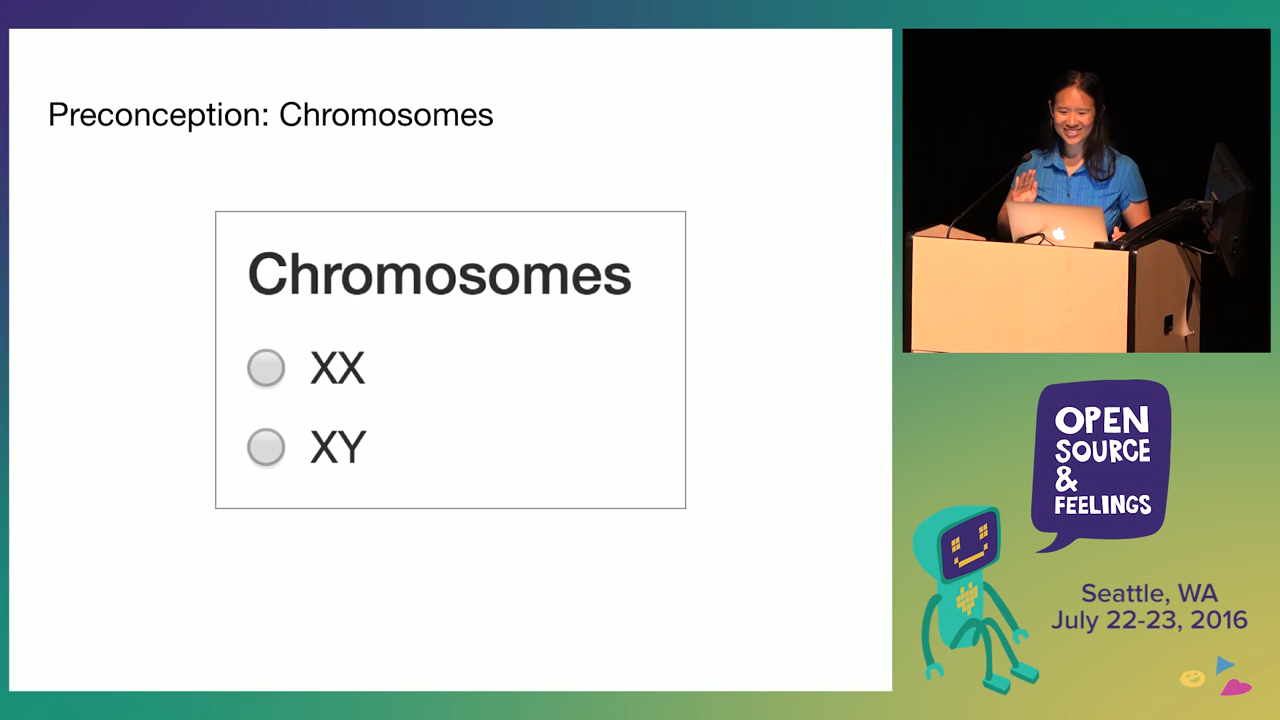 Preconception: Chromosomes
Chromosomes
XX
XY
OPEN
SOURCE
&
FEELINGS
Seattle, WA
July 22-23, 2016